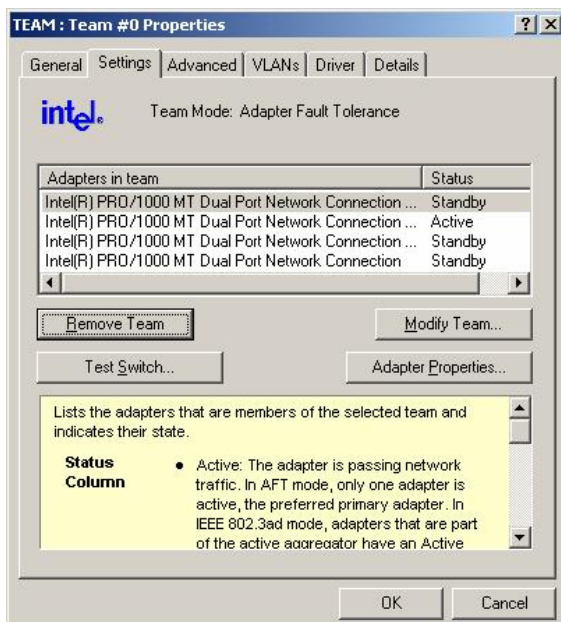 TEAM : Team #0 Properties
General Settings Advanced VLANs Driver Details
intel® Team Mode: Adapter Fault Tolerance
Adapters in team Status
Intel(R) PRO/1000 MT Dual Port Network Connection ... Standby
Intel(R) PRO/1000 MT Dual Port Network Connection ... Active
Intel(R) PRO/1000 MT Dual Port Network Connection ... Standby
Intel(R) PRO/1000 MT Dual Port Network Connection Standby
Remove Team Modify Team...
Test Switch... Adapter Properties...
Lists the adapters that are members of the selected team and
indicates their state.
Status • Active: The adapter is passing network
Column traffic. In AFT mode, only one adapter is
active, the preferred primary adapter. In
IEEE 802.3ad mode, adapters that are part
of the active aggregator have an Active
OK Cancel